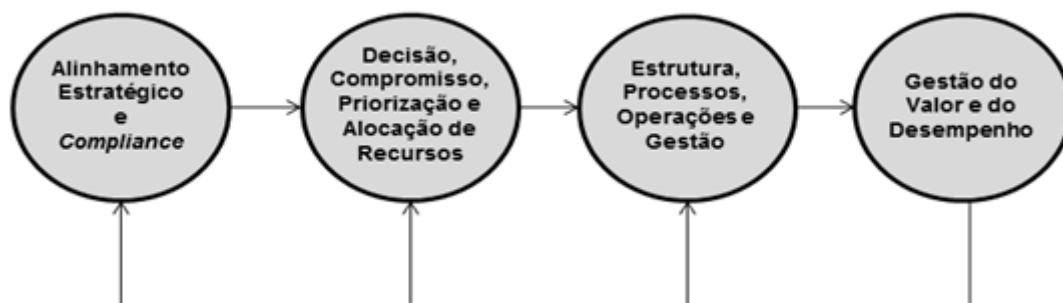 Alinhamento
Estratégico
e
Compliance
Decisão,
Compromisso,
Priorização e
Alocação de
Recursos
Estrutura,
Processos,
Operações e
Gestão
Gestão do
Valor e do
Desempenho